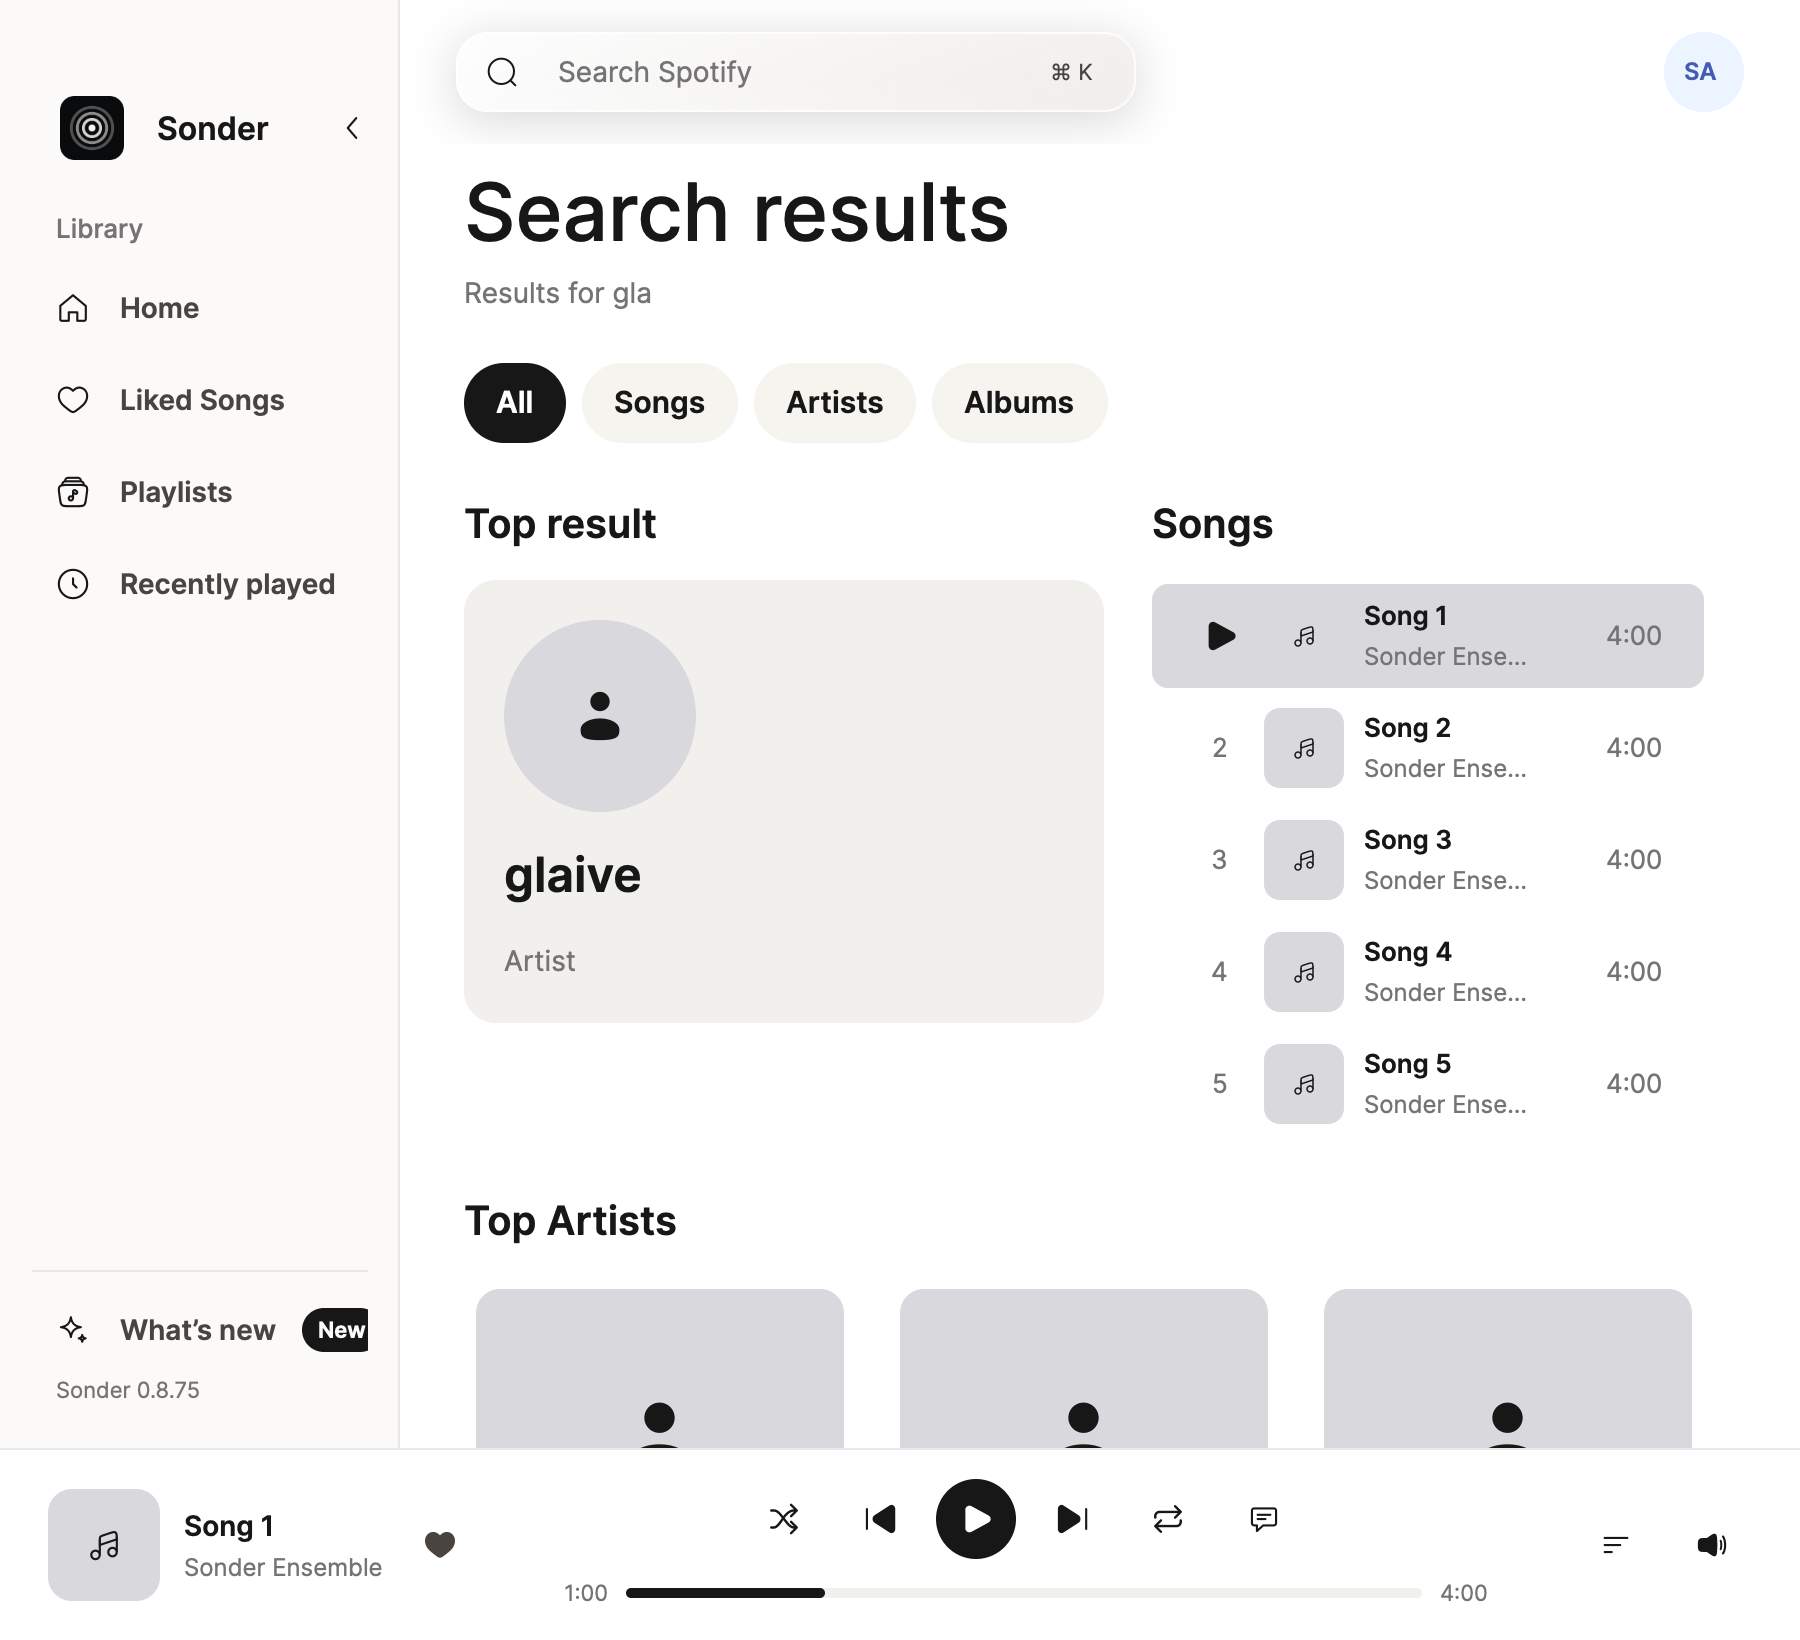 Search Spotify
⌘ K
SA
Sonder
Library
Home
Liked Songs
Playlists
Recently played
What's new
New
Sonder 0.8.75
Search results
Results for gla
All
Songs
Artists
Albums
Top result
glaive
Artist
Songs
Song 1
Sonder Ense...
4:00
2
Song 2
Sonder Ense...
4:00
3
Song 3
Sonder Ense...
4:00
4
Song 4
Sonder Ense...
4:00
5
Song 5
Sonder Ense...
4:00
Top Artists
Song 1
Sonder Ensemble
1:00
4:00